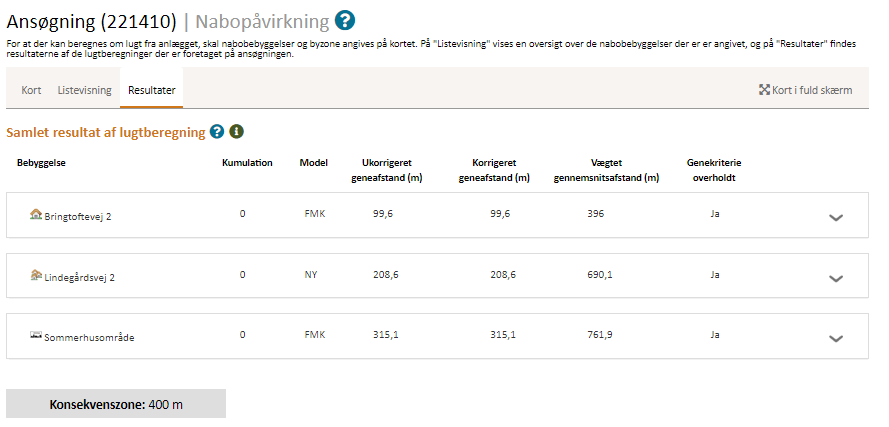 Ansøgning (221410) | Nabopåvirkning ?
For at der kan beregnes om lugt fra anlægget, skal nabobebyggelser og byzone angives på kortet. På "Listevisning" vises en oversigt over de nabobebyggelser der er er angivet, og på "Resultater" findes
resultaterne af de lugtberegninger der er foretaget på ansøgningen.
Kort Listevisning Resultater Kort i fuld skærm
Samlet resultat af lugtberegning ? i
Bebyggelse Kumulation Model Ukorrigeret Korrigeret Vægtet Genekriterie
geneafstand (m) geneafstand (m) gennemsnitsafstand (m) overholdt
Bringtoftevej 2 0 FMK 99,6 99,6 396 Ja
Lindegårdsvej 2 0 NY 208,6 208,6 690,1 Ja
Sommerhusområde 0 FMK 315,1 315,1 761,9 Ja
Konsekvenszone: 400 m